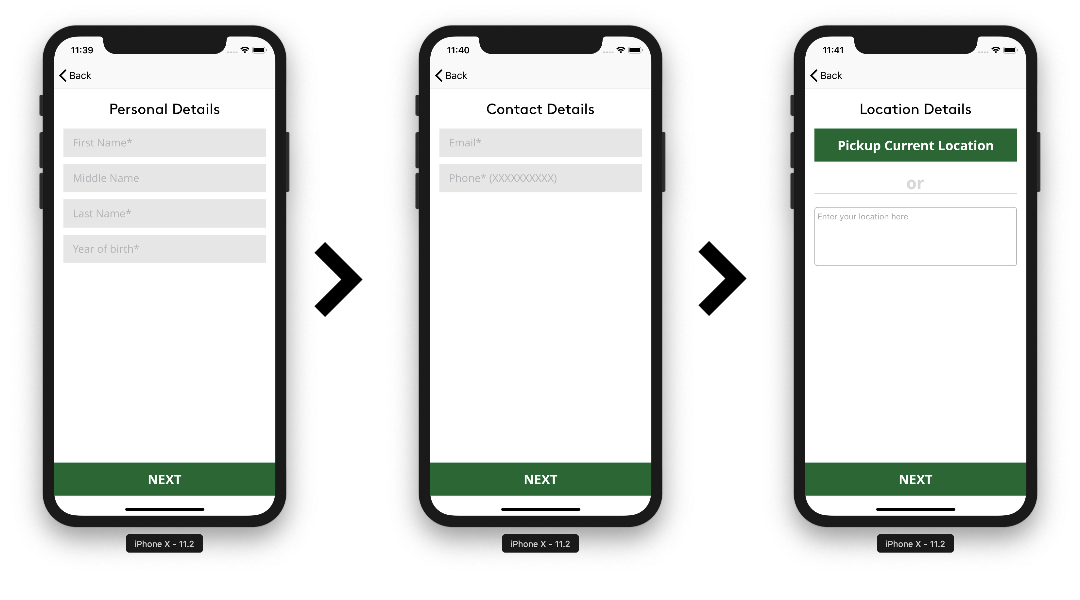 11:39
Back
Personal Details
First Name*
Middle Name
Last Name*
Year of birth*
NEXT
iPhone X - 11.2
11:40
Back
Contact Details
Email*
Phone* (XXXXXXXXXX)
NEXT
iPhone X - 11.2
11:41
Back
Location Details
Pickup Current Location
or
Enter your location here
NEXT
iPhone X - 11.2